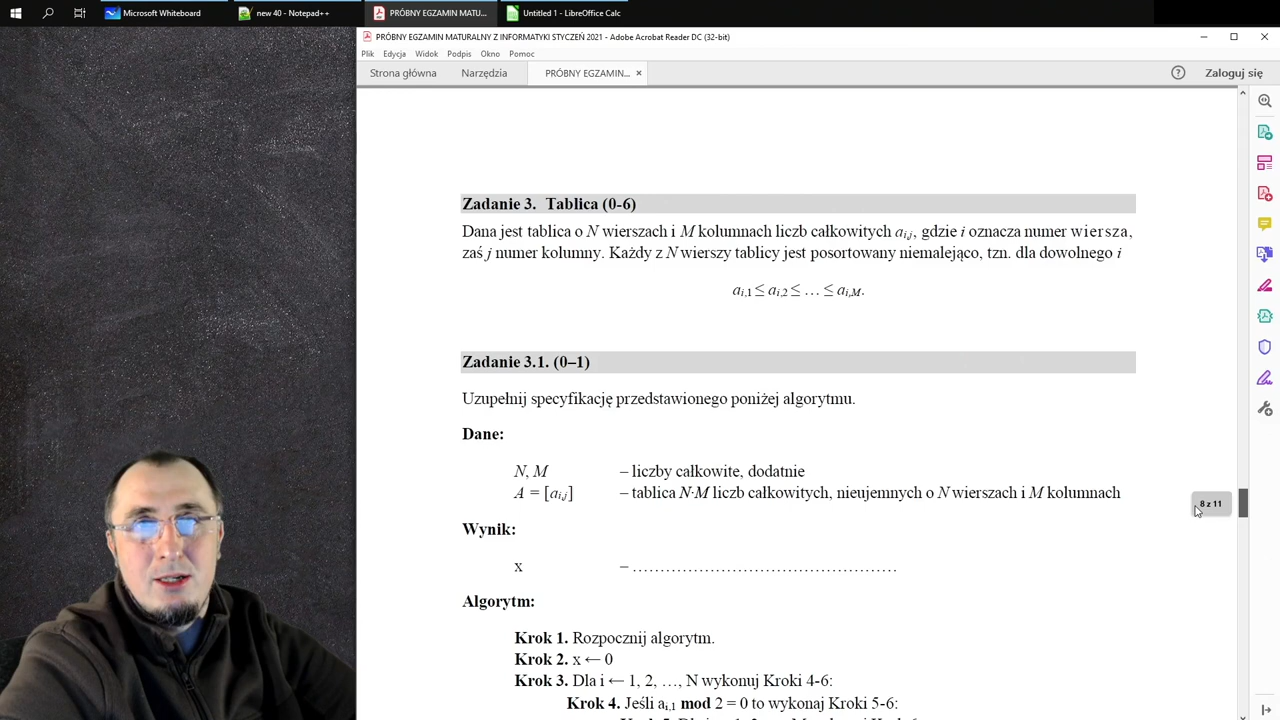 Microsoft Whiteboard
new 40 - Notepad++
PRÓBNY EGZAMIN MATU...
Untitled 1 - LibreOffice Calc
PRÓBNY EGZAMIN MATURALNY Z INFORMATYKI STYCZEŃ 2021 - Adobe Acrobat Reader DC (32-bit)
Plik Edycja Widok Podpis Okno Pomoc
Strona główna Narzędzia PRÓBNY EGZAMIN... × Zaloguj się
Zadanie 3. Tablica (0-6)
Dana jest tablica o N wierszach i M kolumnach liczb całkowitych aᵢ,ⱼ, gdzie i oznacza numer wiersza,
zaś j numer kolumny. Każdy z N wierszy tablicy jest posortowany niemalejąco, tzn. dla dowolnego i
aᵢ,₁ ≤ aᵢ,₂ ≤ … ≤ aᵢ,M.
Zadanie 3.1. (0–1)
Uzupełnij specyfikację przedstawionego poniżej algorytmu.
Dane:
N, M – liczby całkowite, dodatnie
A = [aᵢ,ⱼ] – tablica N·M liczb całkowitych, nieujemnych o N wierszach i M kolumnach
8 z 11
Wynik:
x – ……………………………………………
Algorytm:
Krok 1. Rozpocznij algorytm.
Krok 2. x ← 0
Krok 3. Dla i ← 1, 2, …, N wykonuj Kroki 4-6:
Krok 4. Jeśli aᵢ,₁ mod 2 = 0 to wykonaj Kroki 5-6: